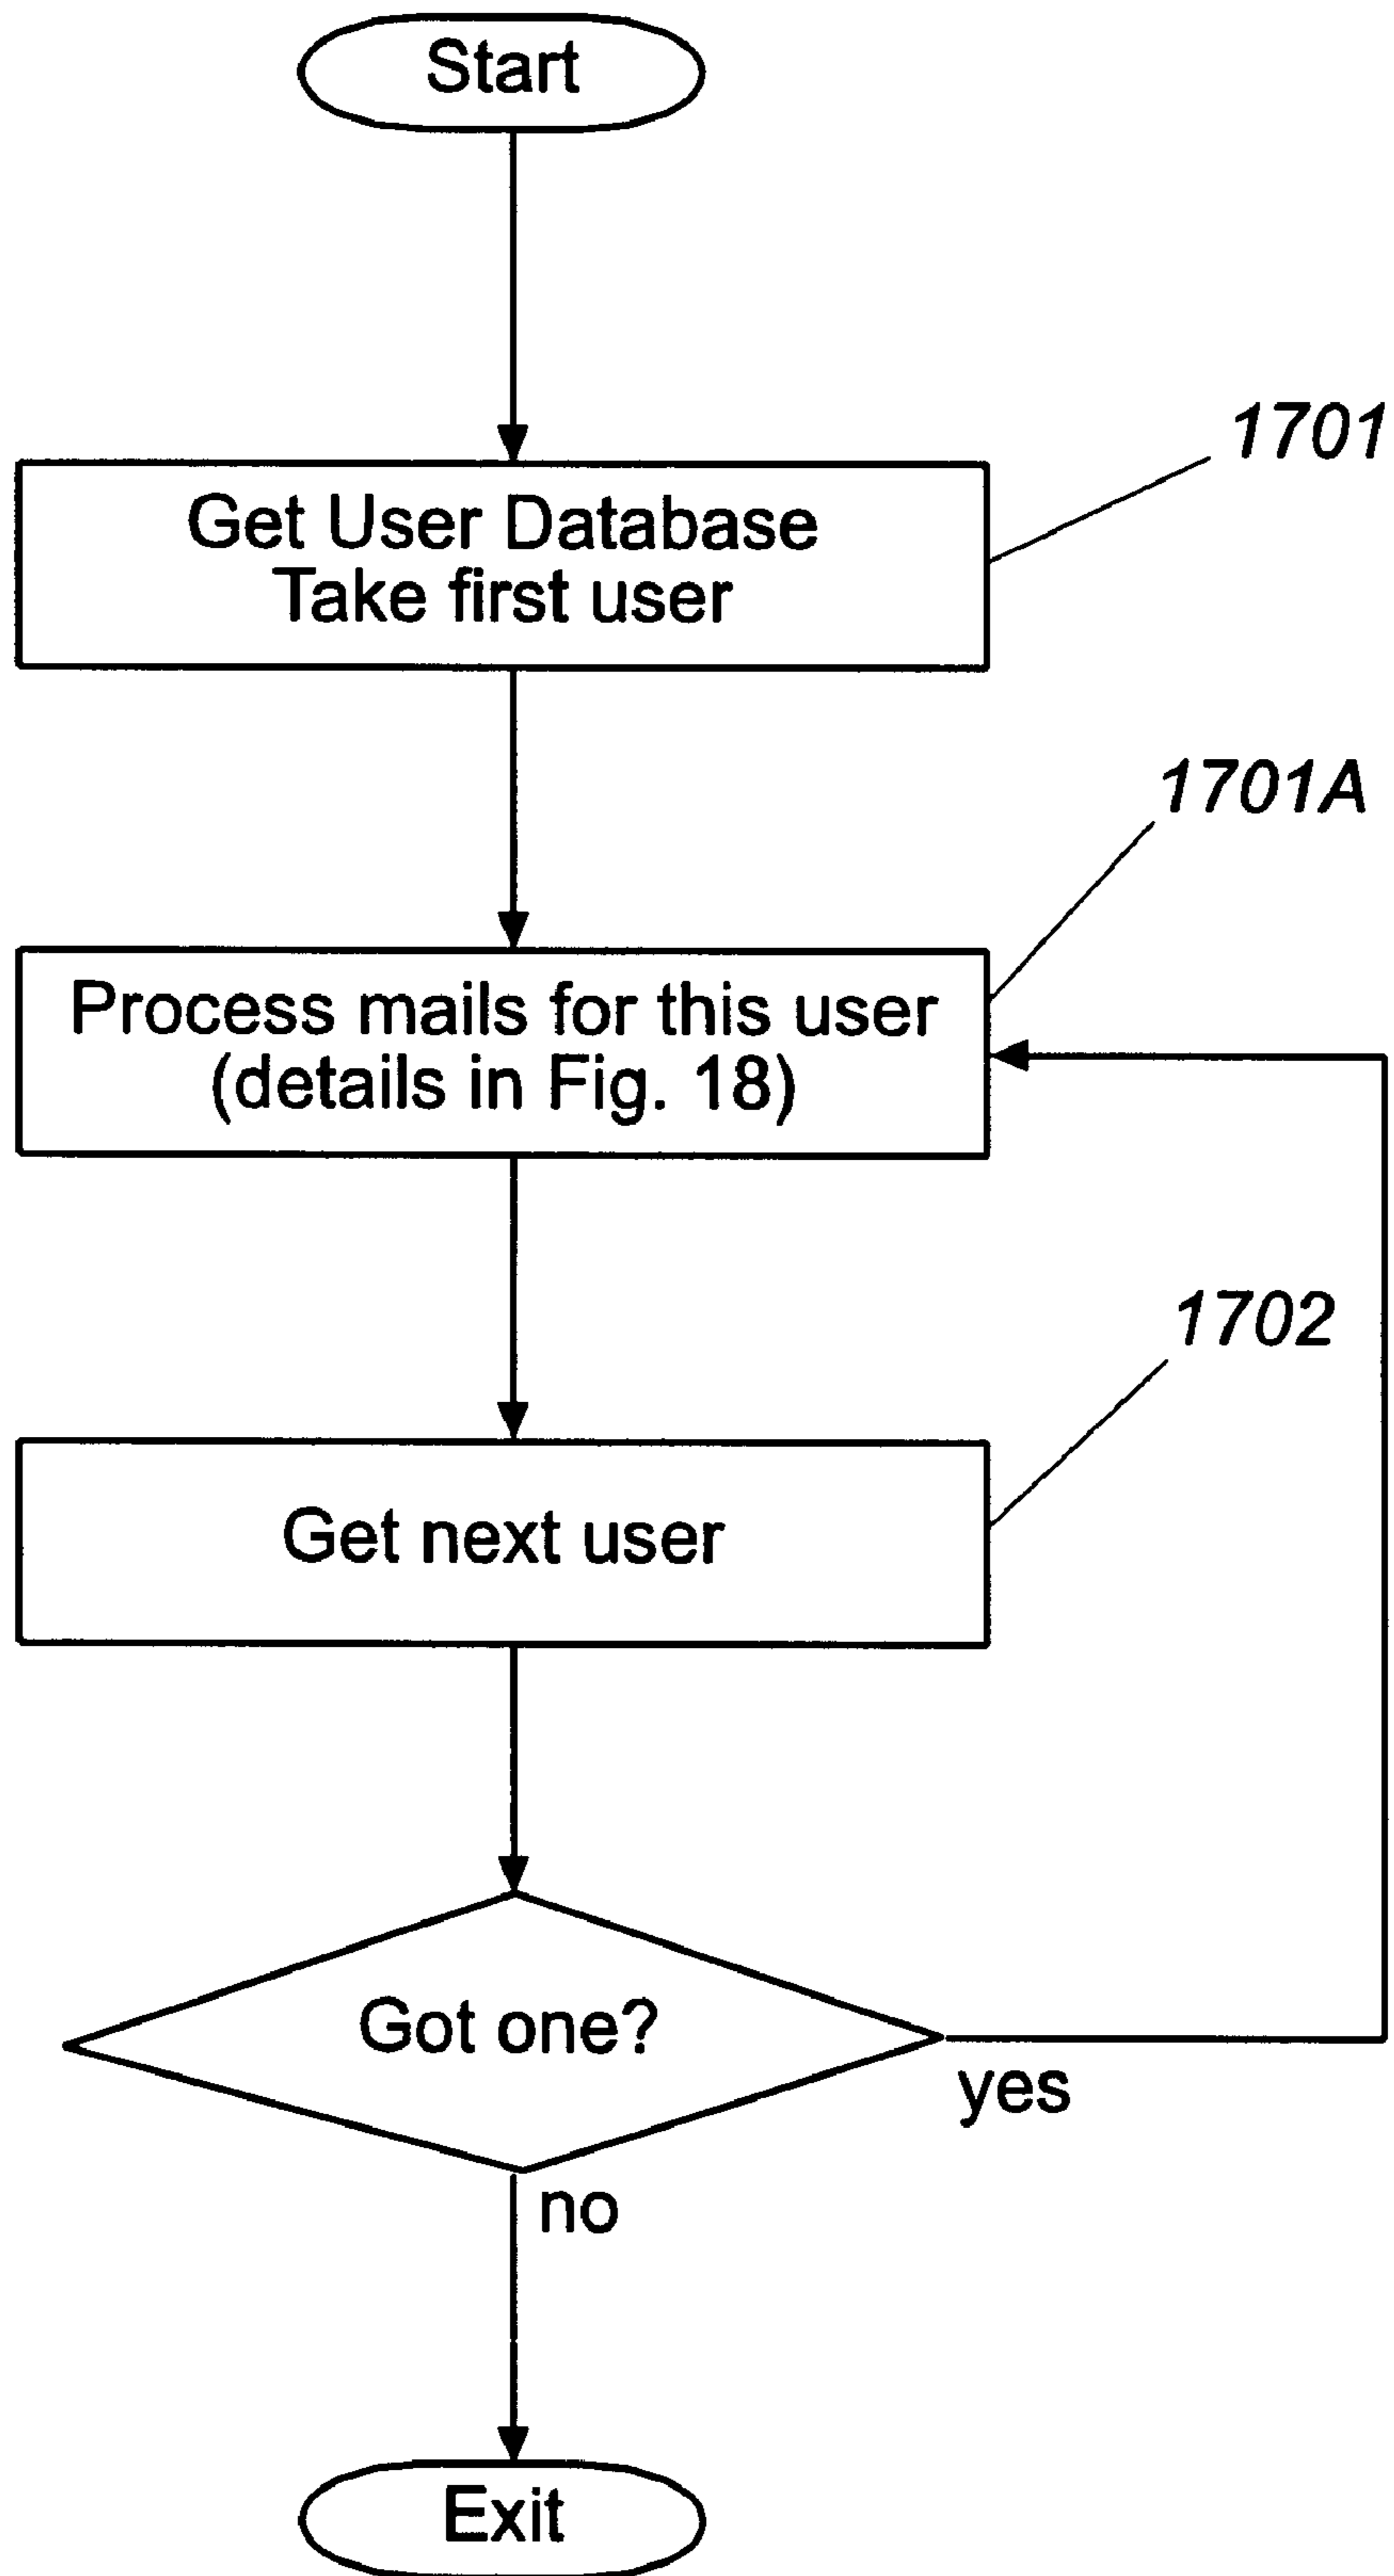 Start
1701
Get User Database
Take first user
1701A
Process mails for this user
(details in Fig. 18)
1702
Get next user
Got one?
yes
no
Exit